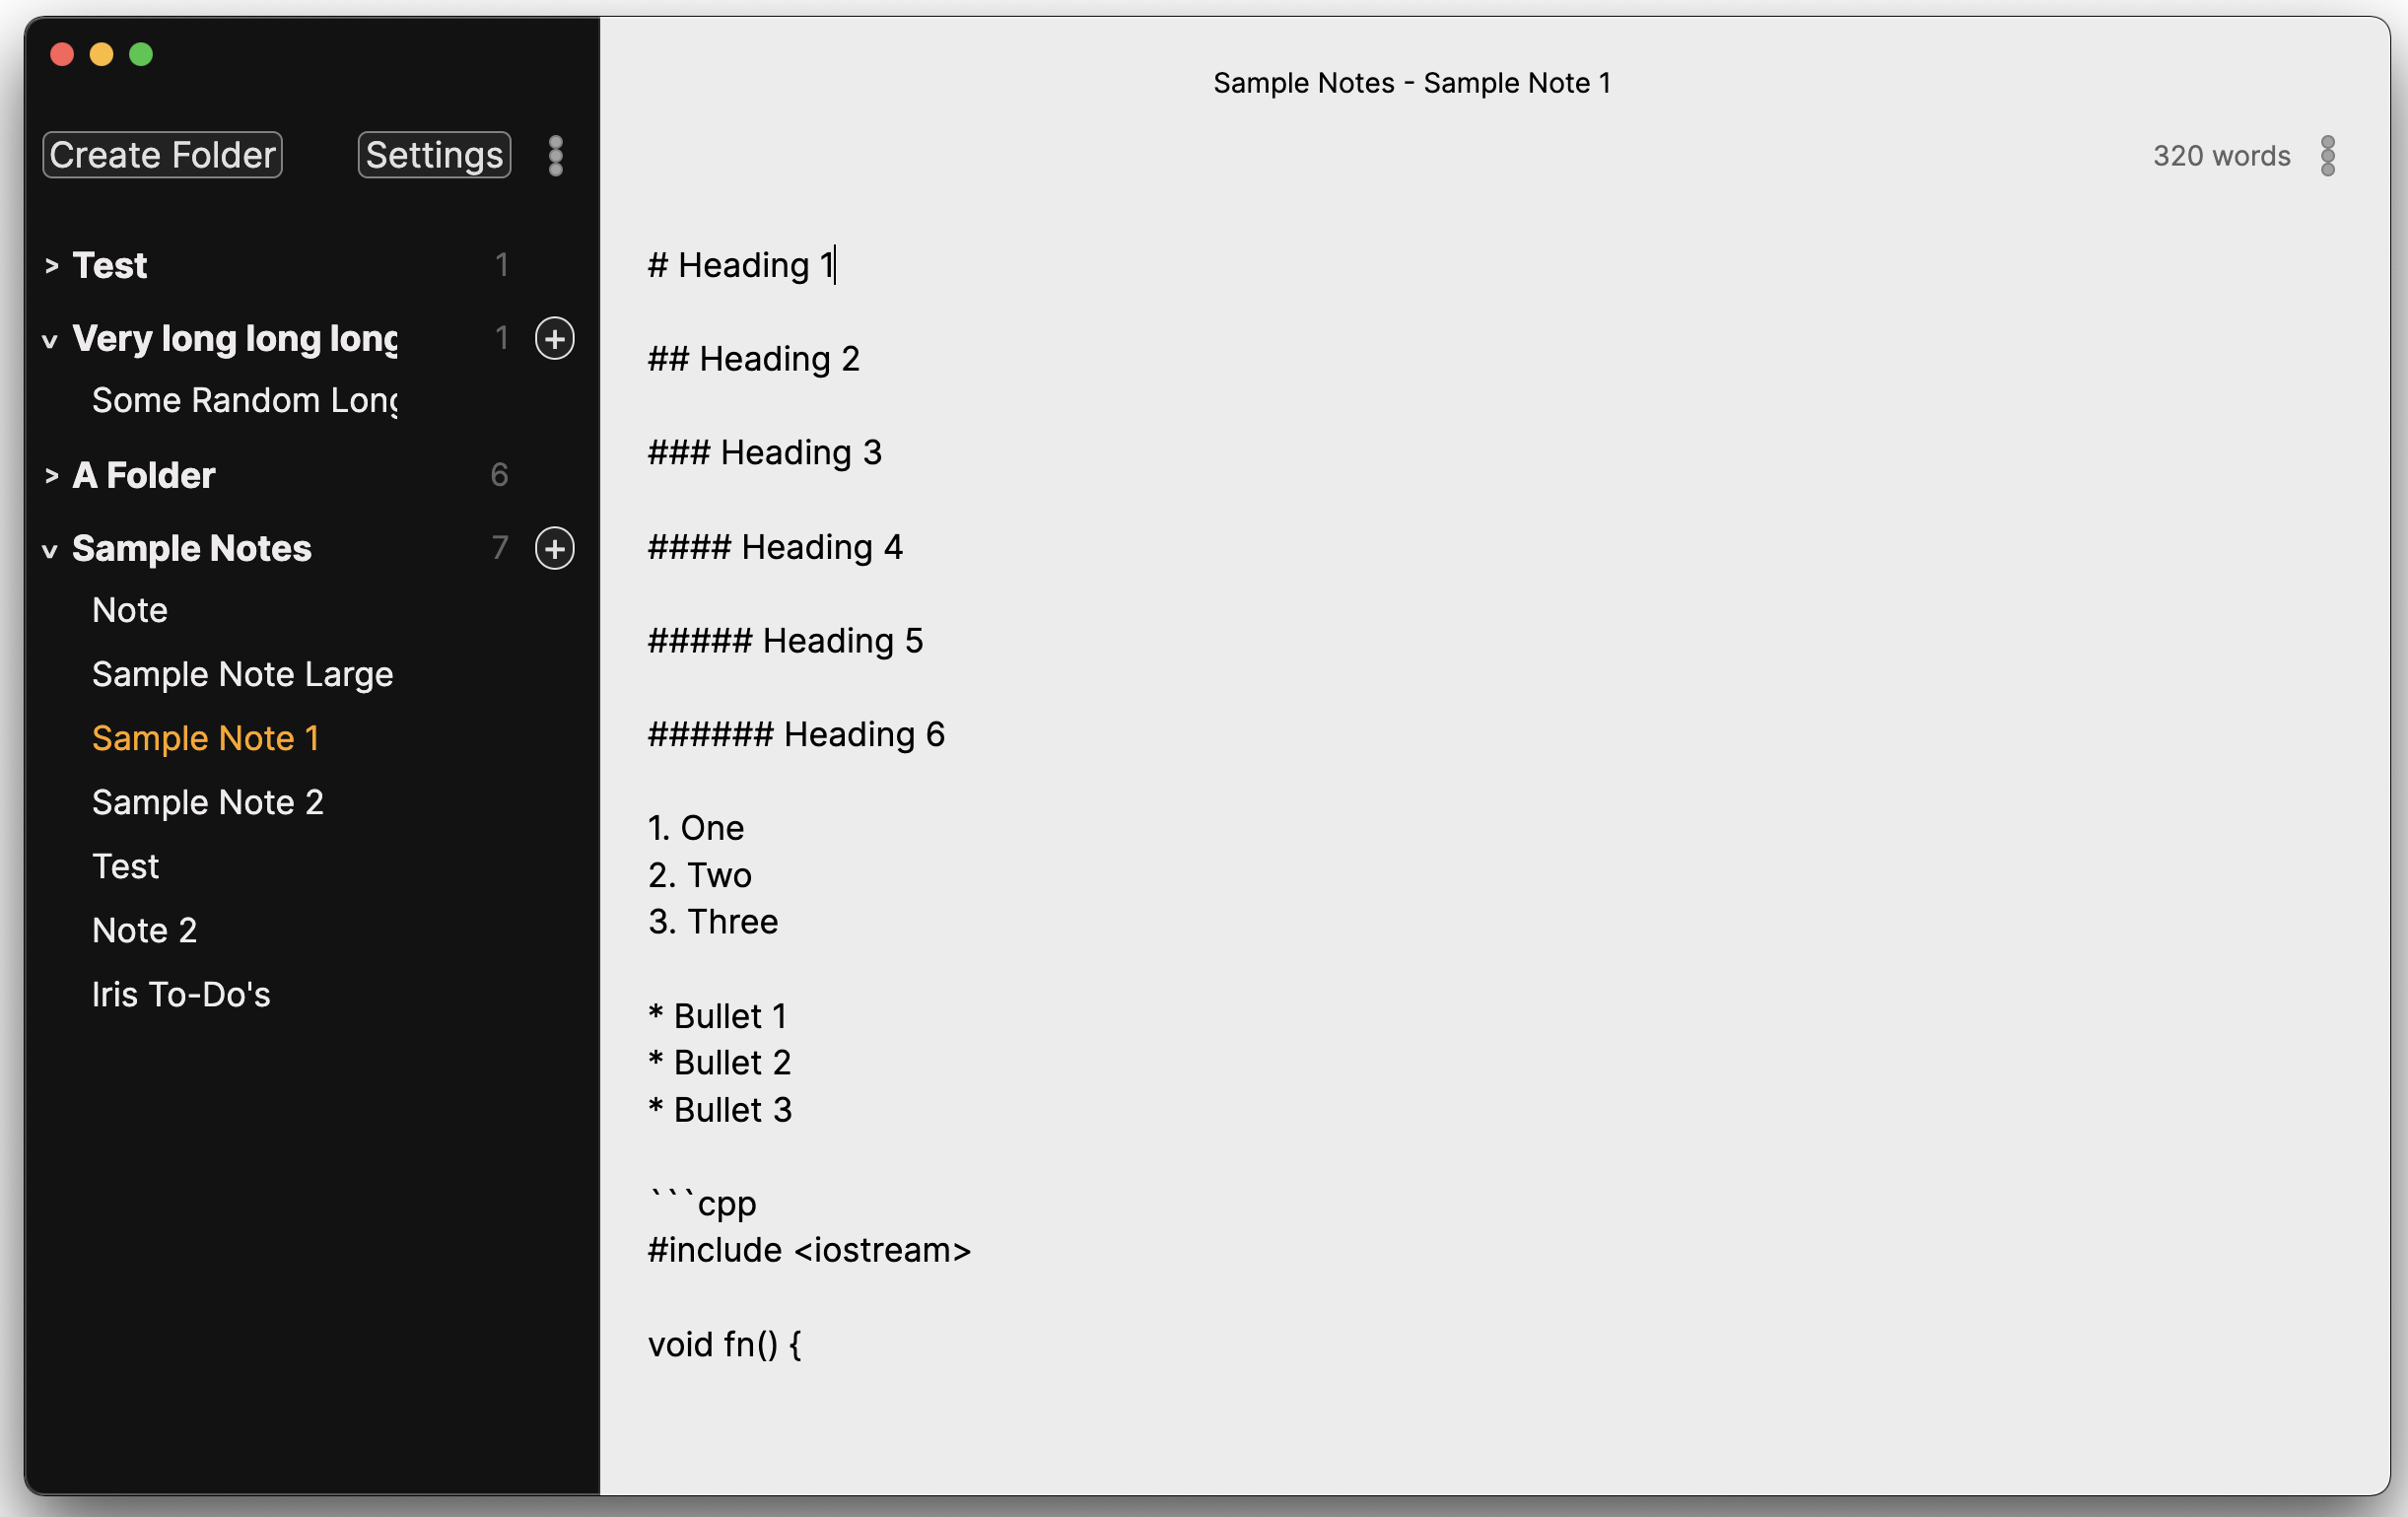 Create Folder Settings
> Test 1
v Very long long long 1 +
Some Random Long
> A Folder 6
v Sample Notes 7 +
Note
Sample Note Large
Sample Note 1
Sample Note 2
Test
Note 2
Iris To-Do's
Sample Notes - Sample Note 1
320 words
# Heading 1
## Heading 2
### Heading 3
#### Heading 4
##### Heading 5
###### Heading 6
1. One
2. Two
3. Three
* Bullet 1
* Bullet 2
* Bullet 3
```cpp
#include <iostream>
void fn() {